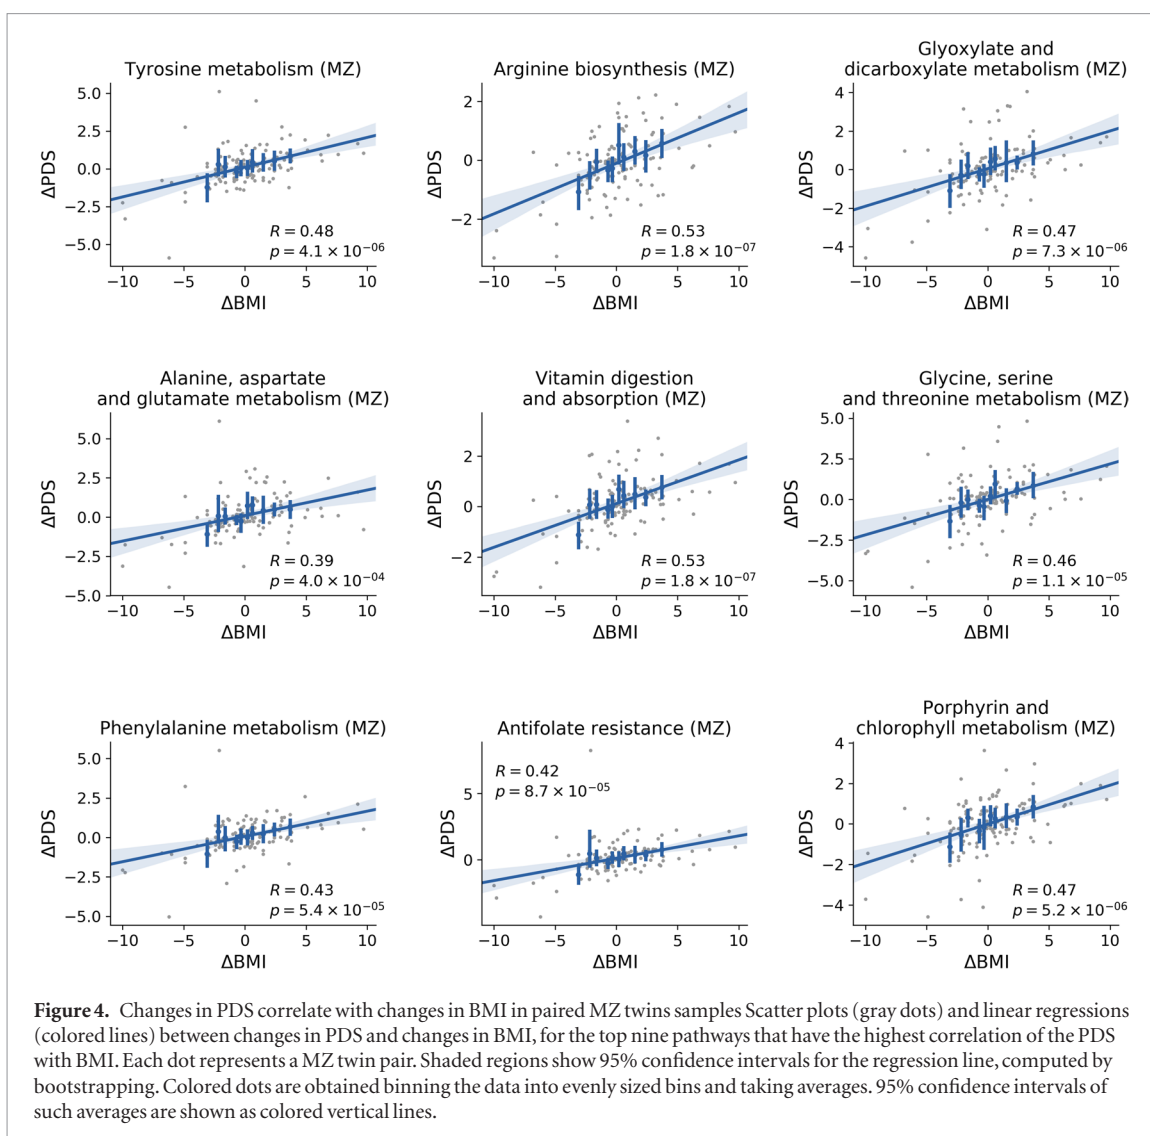 Tyrosine metabolism (MZ)
5.0
2.5
0.0
−2.5
−5.0
ΔPDS
R = 0.48
p = 4.1 × 10−06
−10 −5 0 5 10
ΔBMI
Arginine biosynthesis (MZ)
2
0
−2
ΔPDS
R = 0.53
p = 1.8 × 10−07
−10 −5 0 5 10
ΔBMI
Glyoxylate and
dicarboxylate metabolism (MZ)
4
2
0
−2
−4
ΔPDS
R = 0.47
p = 7.3 × 10−06
−10 −5 0 5 10
ΔBMI
Alanine, aspartate
and glutamate metabolism (MZ)
5.0
2.5
0.0
−2.5
−5.0
ΔPDS
R = 0.39
p = 4.0 × 10−04
−10 −5 0 5 10
ΔBMI
Vitamin digestion
and absorption (MZ)
2
0
−2
ΔPDS
R = 0.53
p = 1.8 × 10−07
−10 −5 0 5 10
ΔBMI
Glycine, serine
and threonine metabolism (MZ)
5.0
2.5
0.0
−2.5
−5.0
ΔPDS
R = 0.46
p = 1.1 × 10−05
−10 −5 0 5 10
ΔBMI
Phenylalanine metabolism (MZ)
5.0
2.5
0.0
−2.5
−5.0
ΔPDS
R = 0.43
p = 5.4 × 10−05
−10 −5 0 5 10
ΔBMI
Antifolate resistance (MZ)
R = 0.42
p = 8.7 × 10−05
5
0
ΔPDS
−10 −5 0 5 10
ΔBMI
Porphyrin and
chlorophyll metabolism (MZ)
4
2
0
−2
−4
ΔPDS
R = 0.47
p = 5.2 × 10−06
−10 −5 0 5 10
ΔBMI
Figure 4. Changes in PDS correlate with changes in BMI in paired MZ twins samples Scatter plots (gray dots) and linear regressions
(colored lines) between changes in PDS and changes in BMI, for the top nine pathways that have the highest correlation of the PDS
with BMI. Each dot represents a MZ twin pair. Shaded regions show 95% confidence intervals for the regression line, computed by
bootstrapping. Colored dots are obtained binning the data into evenly sized bins and taking averages. 95% confidence intervals of
such averages are shown as colored vertical lines.